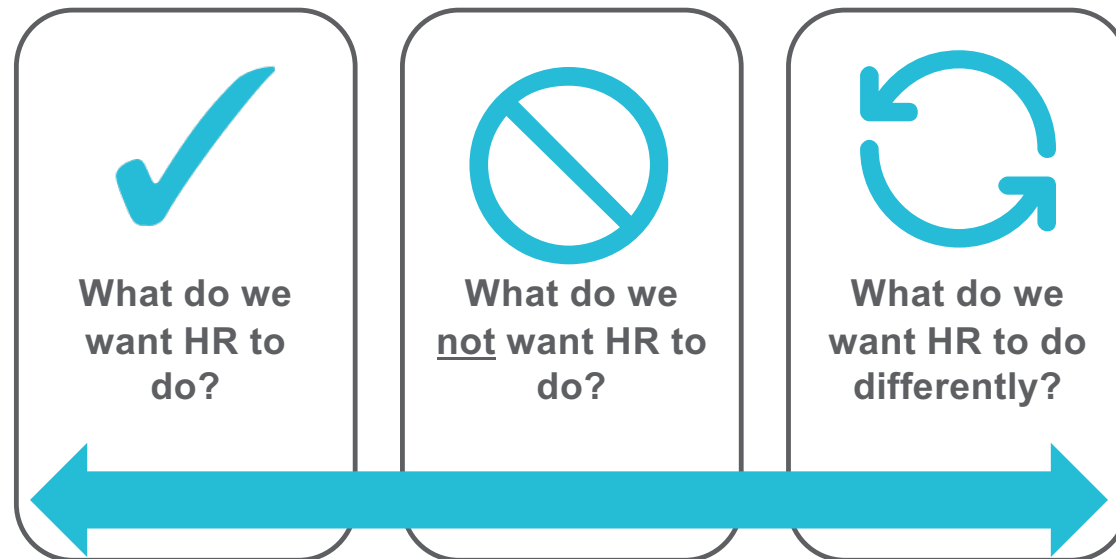 What do we
want HR to
do?
What do we
not want HR to
do?
What do we
want HR to do
differently?